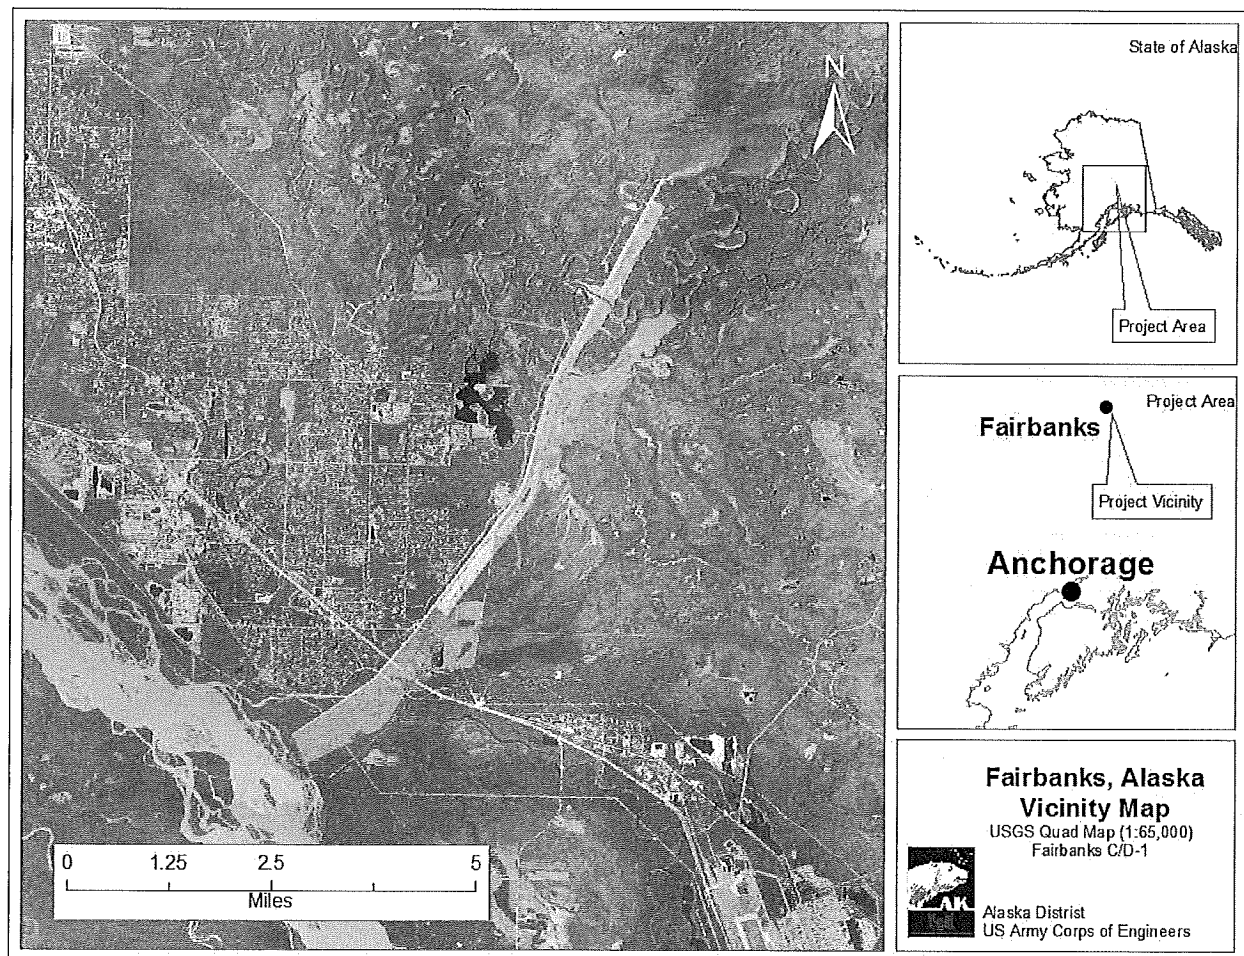 N
0 1.25 2.5 5
Miles
State of Alaska
Project Area
Project Area
Fairbanks
Project Vicinity
Anchorage
Fairbanks, Alaska
Vicinity Map
USGS Quad Map (1:65,000)
Fairbanks C/D-1
AK
Alaska District
US Army Corps of Engineers